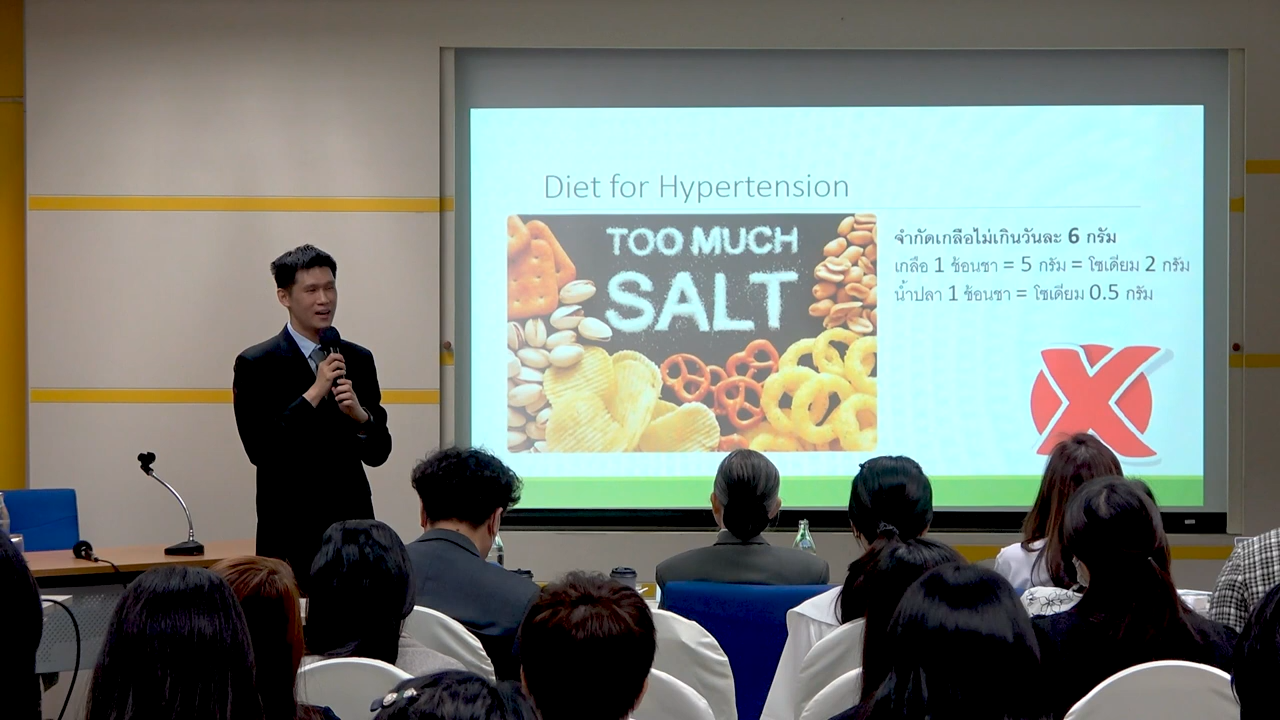 Diet for Hypertension
TOO MUCH
SALT
จำกัดเกลือไม่เกินวันละ 6 กรัม
เกลือ 1 ช้อนชา = 5 กรัม = โซเดียม 2 กรัม
น้ำปลา 1 ช้อนชา = โซเดียม 0.5 กรัม
X